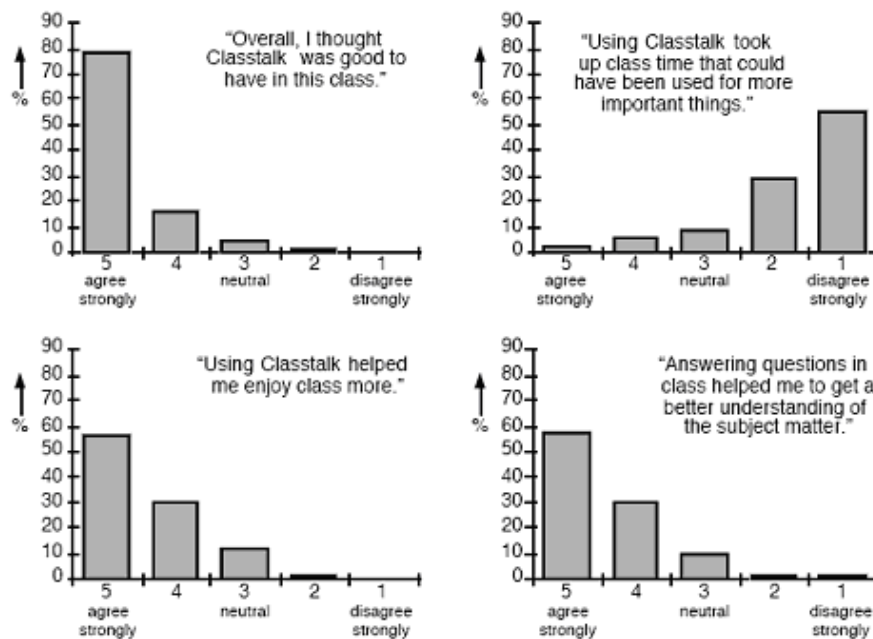 90
80
70
60
50
40
30
20
10
0
%
“Overall, I thought
Classtalk was good to
have in this class.”
5 4 3 2 1
agree neutral disagree
strongly strongly
90
80
70
60
50
40
30
20
10
0
%
“Using Classtalk took
up class time that could
have been used for more
important things.”
5 4 3 2 1
agree neutral disagree
strongly strongly
90
80
70
60
50
40
30
20
10
0
%
“Using Classtalk helped
me enjoy class more.”
5 4 3 2 1
agree neutral disagree
strongly strongly
90
80
70
60
50
40
30
20
10
0
%
“Answering questions in
class helped me to get a
better understanding of
the subject matter.”
5 4 3 2 1
agree neutral disagree
strongly strongly